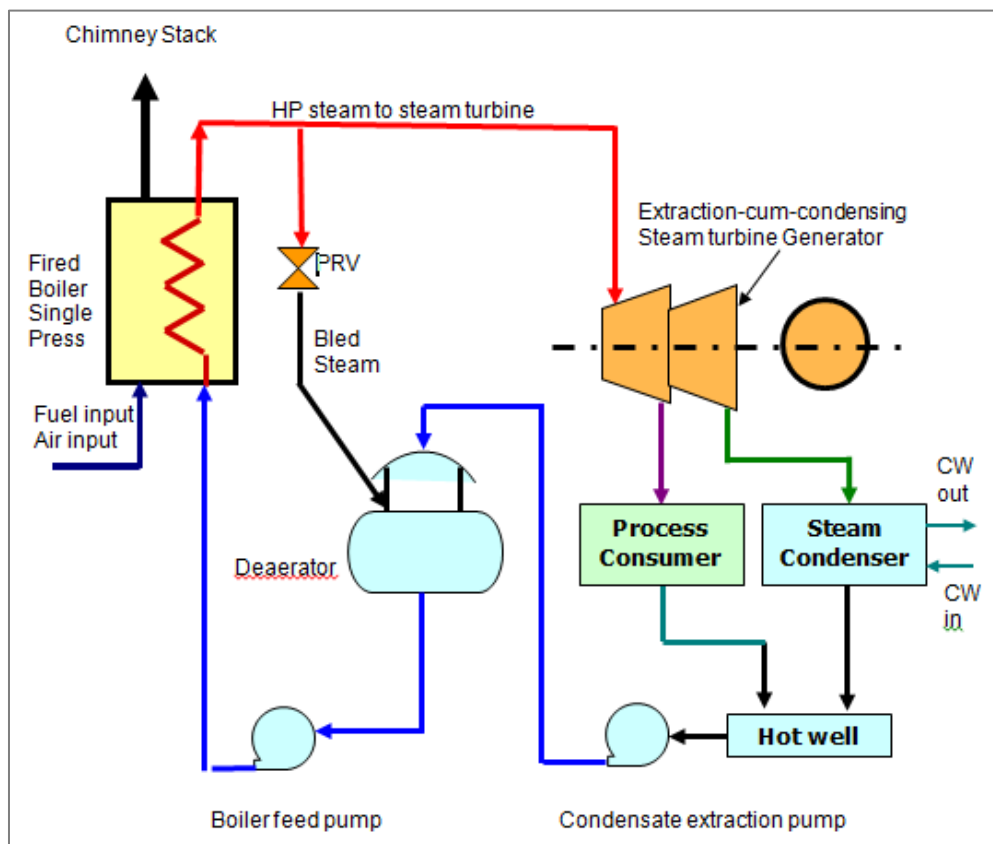 Chimney Stack
HP steam to steam turbine
Extraction-cum-condensing
Steam turbine Generator
Fired
Boiler
Single
Press
PRV
Bled
Steam
Fuel input
Air input
CW
out
Process
Consumer
Steam
Condenser
Deaerator
CW
in
Hot well
Boiler feed pump
Condensate extraction pump